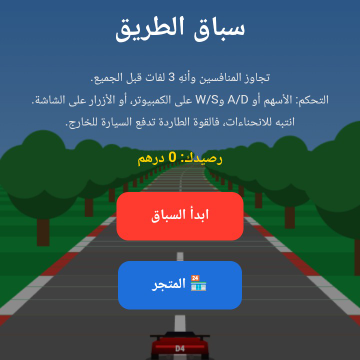 سباق الطريق
تجاوز المنافسين وأنهِ 3 لفات قبل الجميع.
التحكم: الأسهم أو A/D وW/S على الكمبيوتر، أو الأزرار على الشاشة.
انتبه للانحناءات، فالقوة الطاردة تدفع السيارة للخارج.
رصيدك: 0 درهم
ابدأ السباق
🏪 المتجر
D4